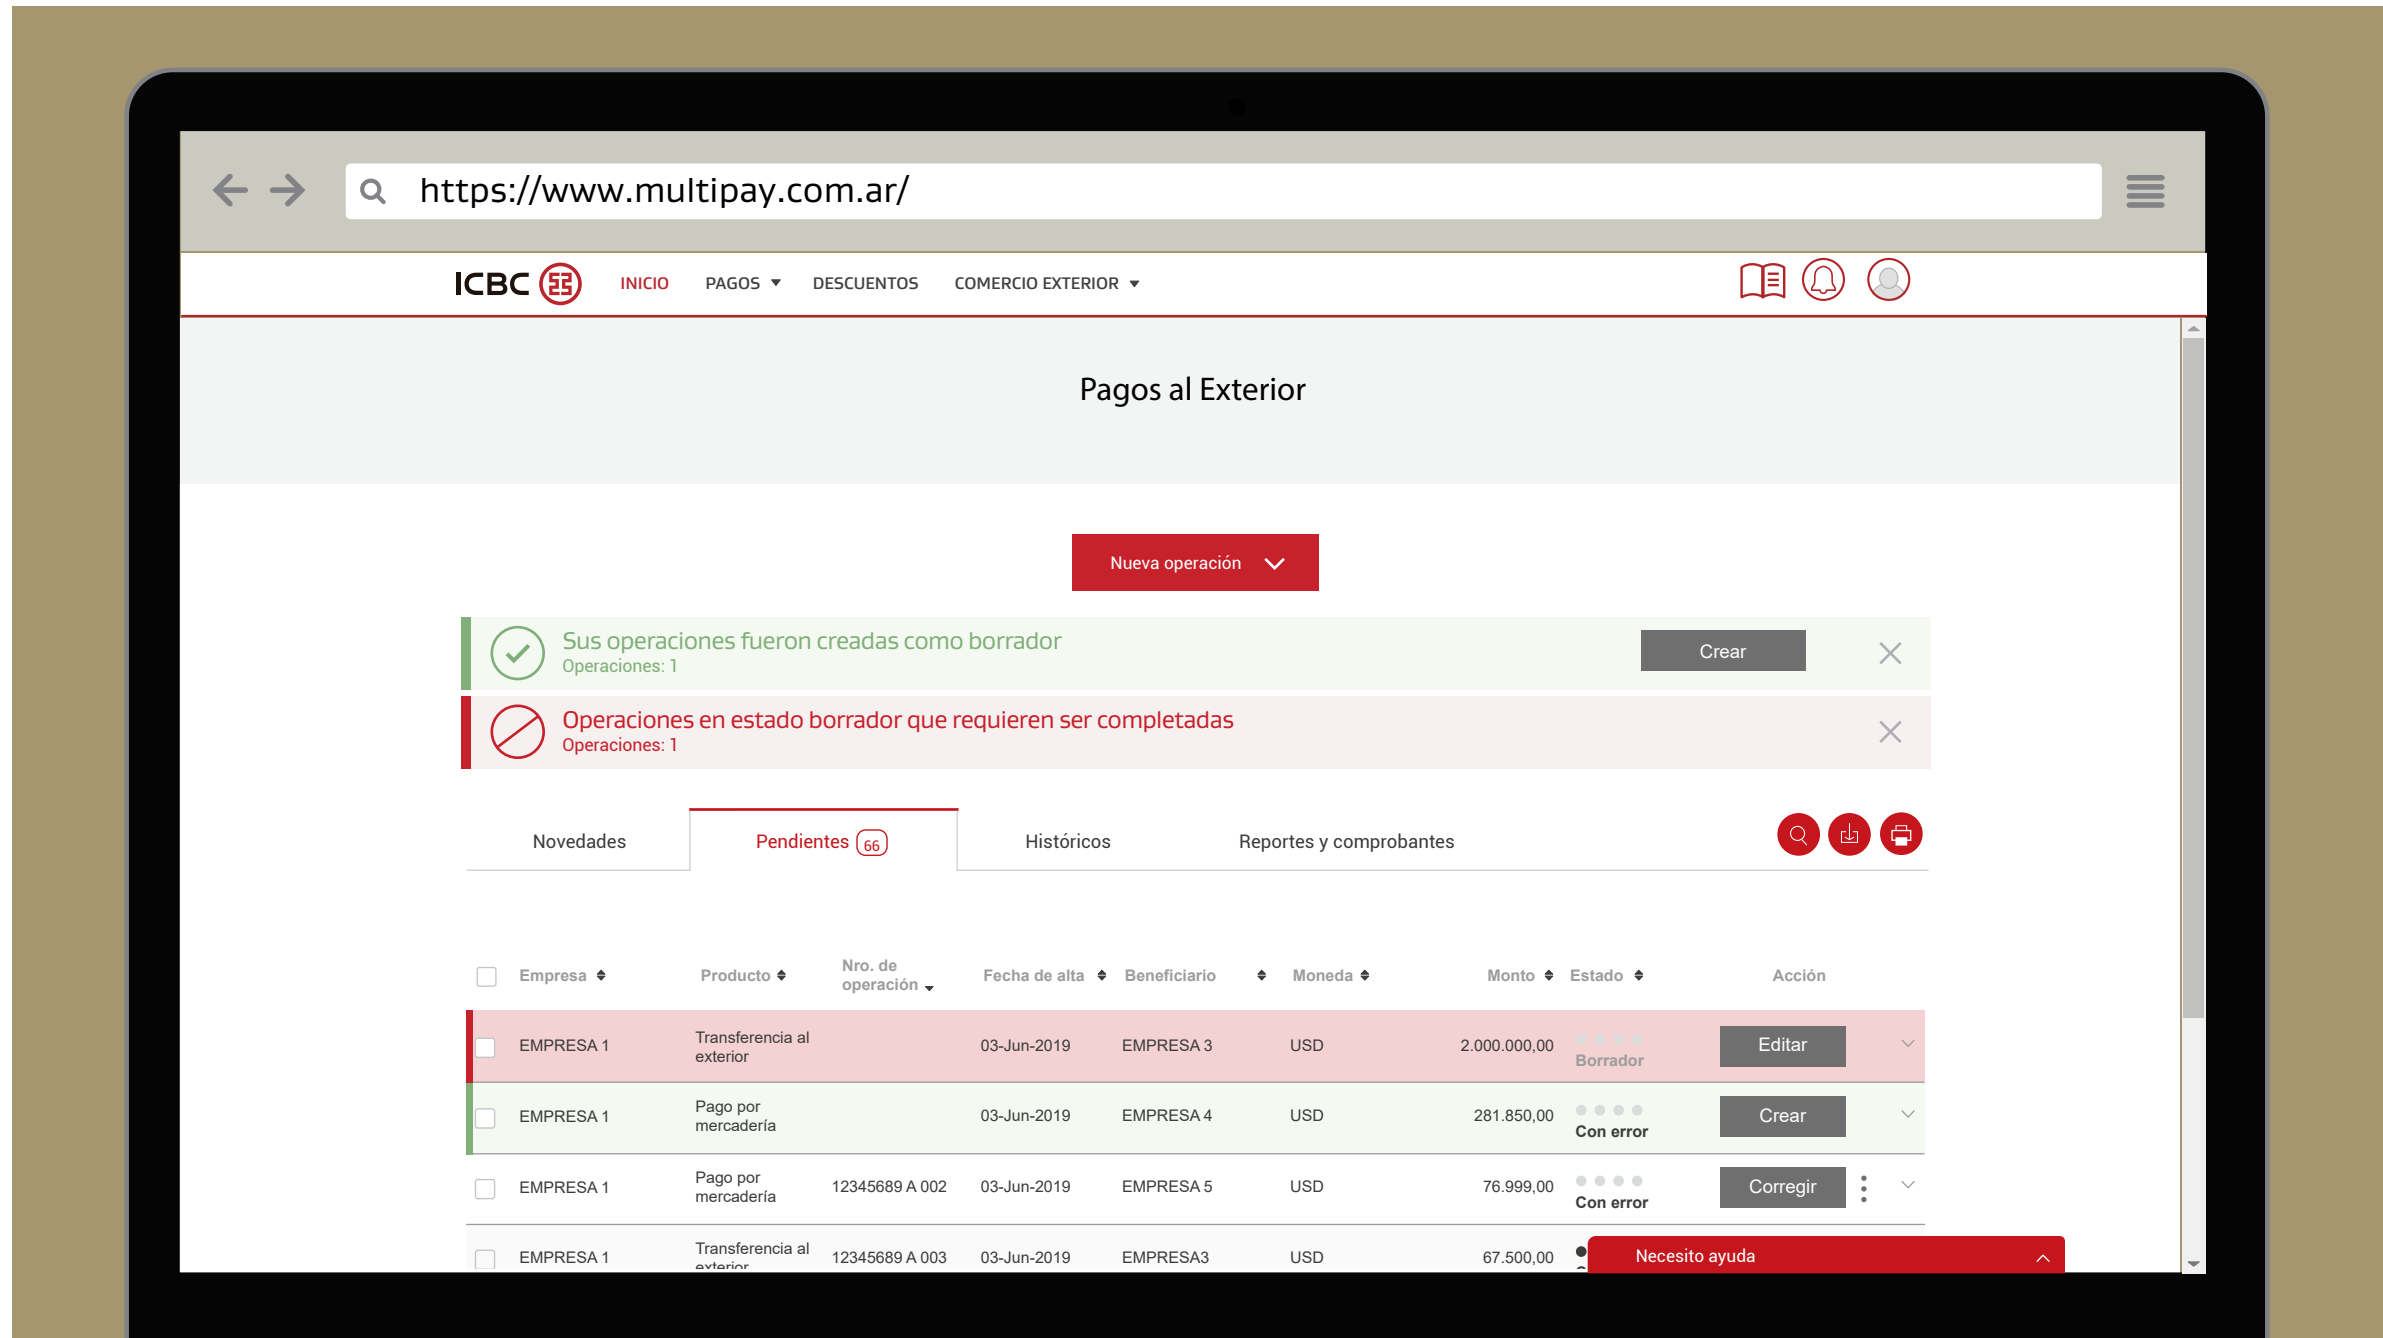 https://www.multipay.com.ar/
ICBC INICIO PAGOS DESCUENTOS COMERCIO EXTERIOR
Pagos al Exterior
Nueva operación
Sus operaciones fueron creadas como borrador
Operaciones: 1
Crear
Operaciones en estado borrador que requieren ser completadas
Operaciones: 1
Novedades Pendientes 66 Históricos Reportes y comprobantes
Empresa Producto Nro. de operación Fecha de alta Beneficiario Moneda Monto Estado Acción
EMPRESA 1 Transferencia al exterior 03-Jun-2019 EMPRESA 3 USD 2.000.000,00 Borrador Editar
EMPRESA 1 Pago por mercadería 03-Jun-2019 EMPRESA 4 USD 281.850,00 Con error Crear
EMPRESA 1 Pago por mercadería 12345689 A 002 03-Jun-2019 EMPRESA 5 USD 76.999,00 Con error Corregir
EMPRESA 1 Transferencia al exterior 12345689 A 003 03-Jun-2019 EMPRESA3 USD 67.500,00
Necesito ayuda